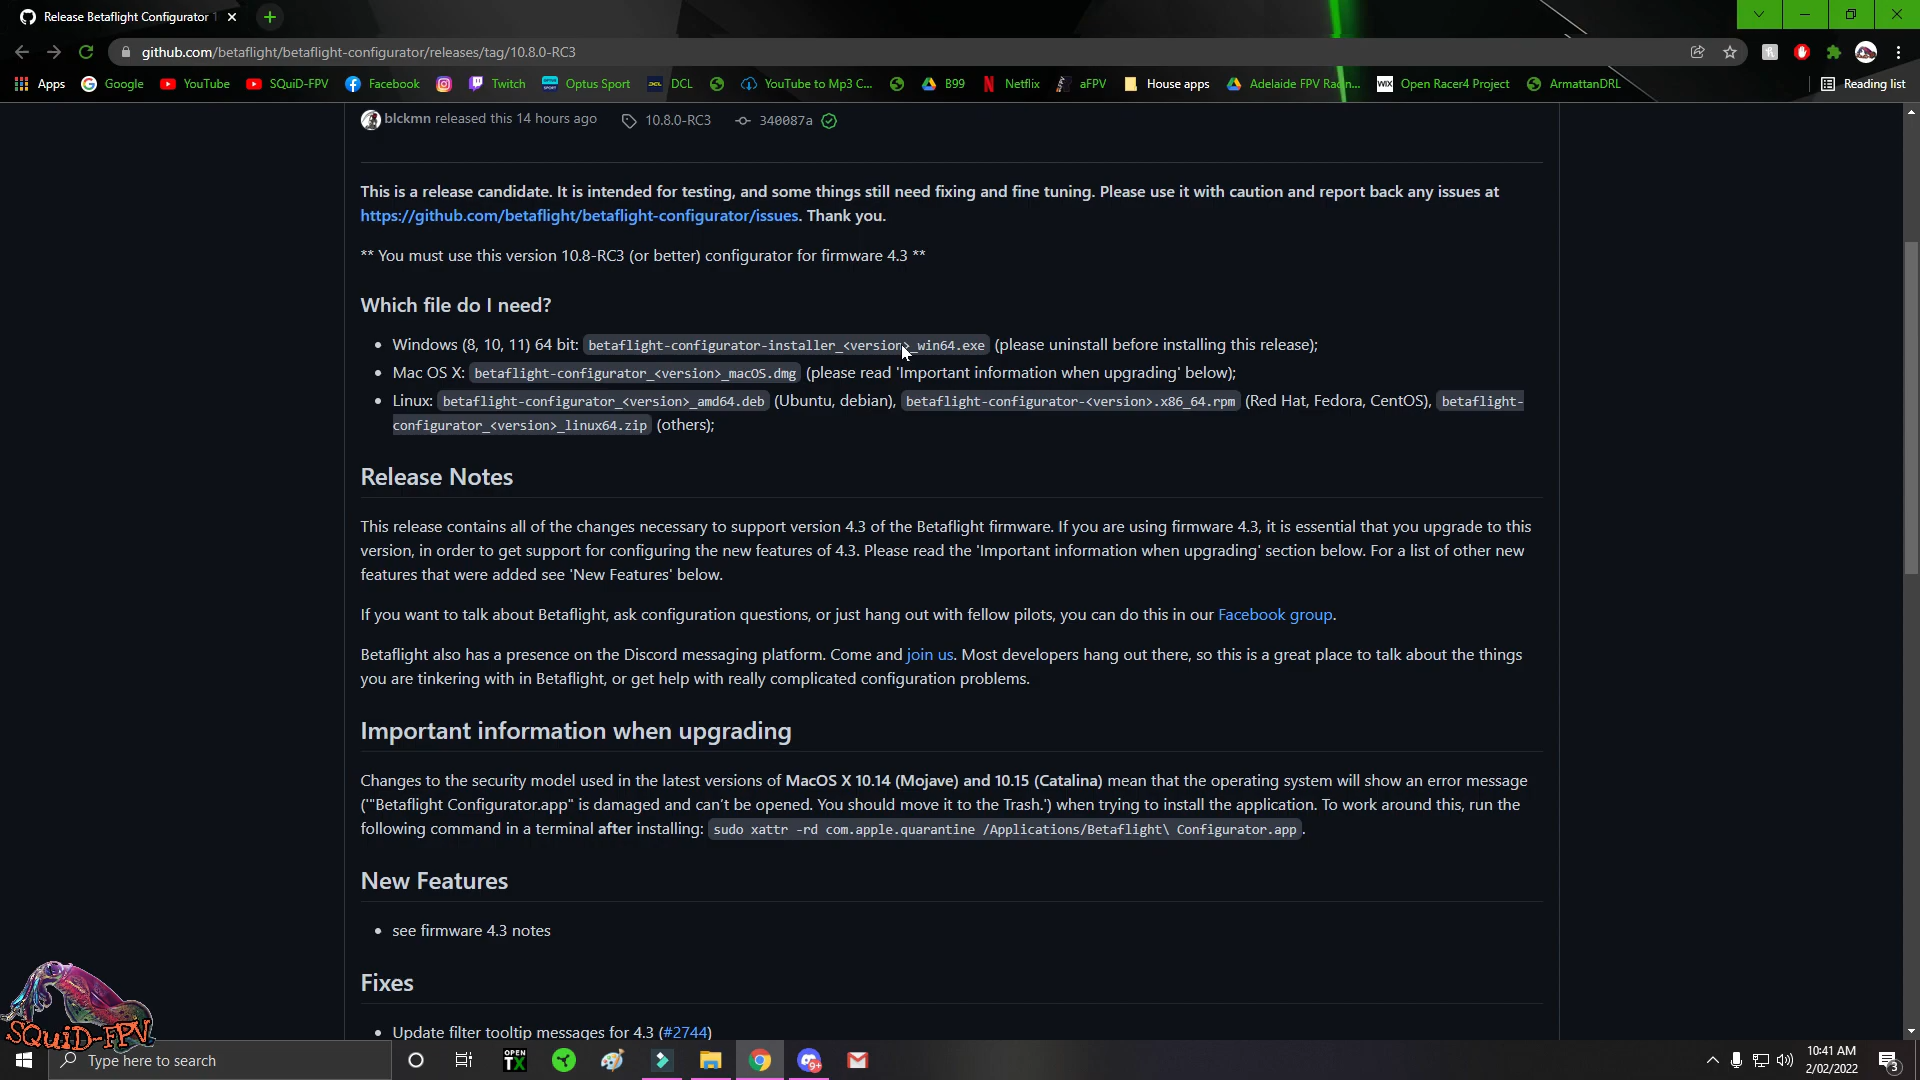 Release Betaflight Configurator 1
github.com/betaflight/betaflight-configurator/releases/tag/10.8.0-RC3
Apps Google YouTube SQuiD-FPV Facebook Twitch Optus Sport DCL YouTube to Mp3 C... B99 Netflix aFPV House apps Adelaide FPV Racin... WIX Open Racer4 Project ArmattanDRL Reading list
blckmn released this 14 hours ago 10.8.0-RC3 340087a
This is a release candidate. It is intended for testing, and some things still need fixing and fine tuning. Please use it with caution and report back any issues at
https://github.com/betaflight/betaflight-configurator/issues. Thank you.
** You must use this version 10.8-RC3 (or better) configurator for firmware 4.3 **
Which file do I need?
• Windows (8, 10, 11) 64 bit: betaflight-configurator-installer_<version>_win64.exe (please uninstall before installing this release);
• Mac OS X: betaflight-configurator_<version>_macOS.dmg (please read 'Important information when upgrading' below);
• Linux: betaflight-configurator_<version>_amd64.deb (Ubuntu, debian), betaflight-configurator-<version>.x86_64.rpm (Red Hat, Fedora, CentOS), betaflight-
configurator_<version>_linux64.zip (others);
Release Notes
This release contains all of the changes necessary to support version 4.3 of the Betaflight firmware. If you are using firmware 4.3, it is essential that you upgrade to this
version, in order to get support for configuring the new features of 4.3. Please read the 'Important information when upgrading' section below. For a list of other new
features that were added see 'New Features' below.
If you want to talk about Betaflight, ask configuration questions, or just hang out with fellow pilots, you can do this in our Facebook group.
Betaflight also has a presence on the Discord messaging platform. Come and join us. Most developers hang out there, so this is a great place to talk about the things
you are tinkering with in Betaflight, or get help with really complicated configuration problems.
Important information when upgrading
Changes to the security model used in the latest versions of MacOS X 10.14 (Mojave) and 10.15 (Catalina) mean that the operating system will show an error message
('"Betaflight Configurator.app" is damaged and can't be opened. You should move it to the Trash.') when trying to install the application. To work around this, run the
following command in a terminal after installing: sudo xattr -rd com.apple.quarantine /Applications/Betaflight\ Configurator.app.
New Features
• see firmware 4.3 notes
Fixes
• Update filter tooltip messages for 4.3 (#2744)
SQUiD-FPV
Type here to search
OPEN
TX
9+
10:41 AM
2/02/2022
3